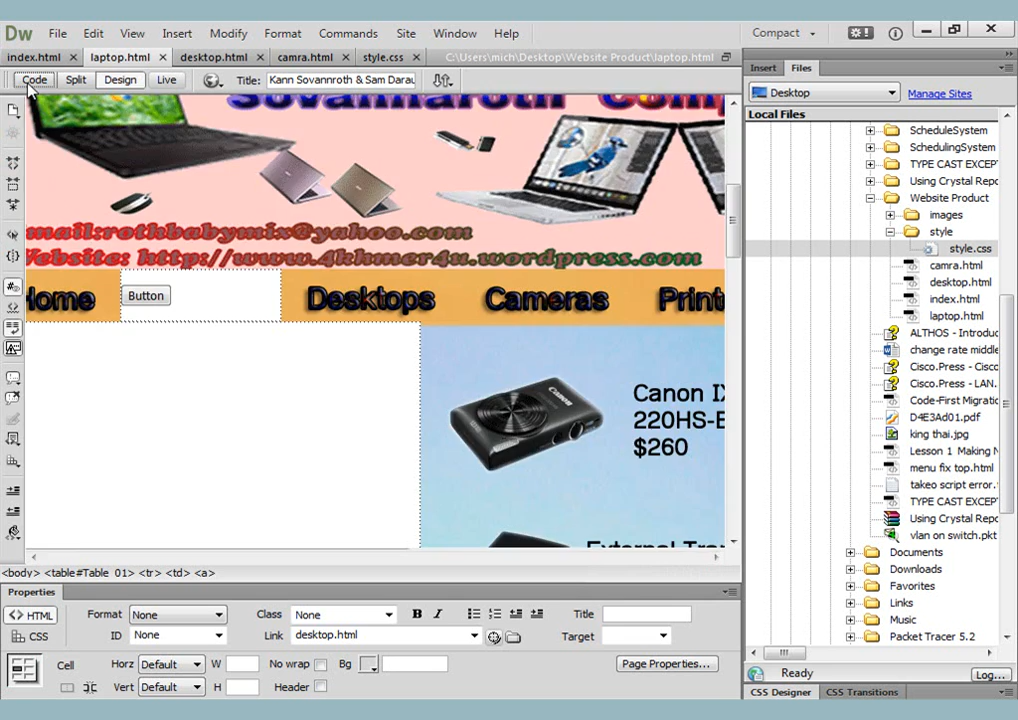 Dw File Edit View Insert Modify Format Commands Site Window Help Compact
index.html laptop.html desktop.html camra.html style.css C:\Users\mich\Desktop\Website Product\laptop.html
Code Split Design Live Title: Kann Sovannroth & Sam Darau
Insert Files
Desktop Manage Sites
Local Files
Sovannaroth Comp
mail:rothbabymix@yahoo.com
Website: http://www.4khmer4u.wordpress.com
Home Button Desktops Cameras Print
Canon IX
220HS-B
$260
External Tra
ScheduleSystem
SchedulingSystem
TYPE CAST EXCEP
Using Crystal Repo
Website Product
images
style
style.css
camra.html
desktop.html
index.html
laptop.html
ALTHOS - Introduc
change rate middle
Cisco.Press - Cisco
Cisco.Press - LAN.
Code-First Migratio
D4E3Ad01.pdf
king thai.jpg
Lesson 1 Making N
menu fix top.html
takeo script error.
TYPE CAST EXCEP
Using Crystal Repo
vlan on switch.pkt
Documents
Downloads
Favorites
Links
Music
Packet Tracer 5.2
Ready Log...
CSS Designer CSS Transitions
<body> <table#Table_01> <tr> <td> <a>
Properties
<> HTML Format None Class None B I Title
CSS ID None Link desktop.html Target
Cell Horz Default W No wrap Bg Page Properties...
Vert Default H Header